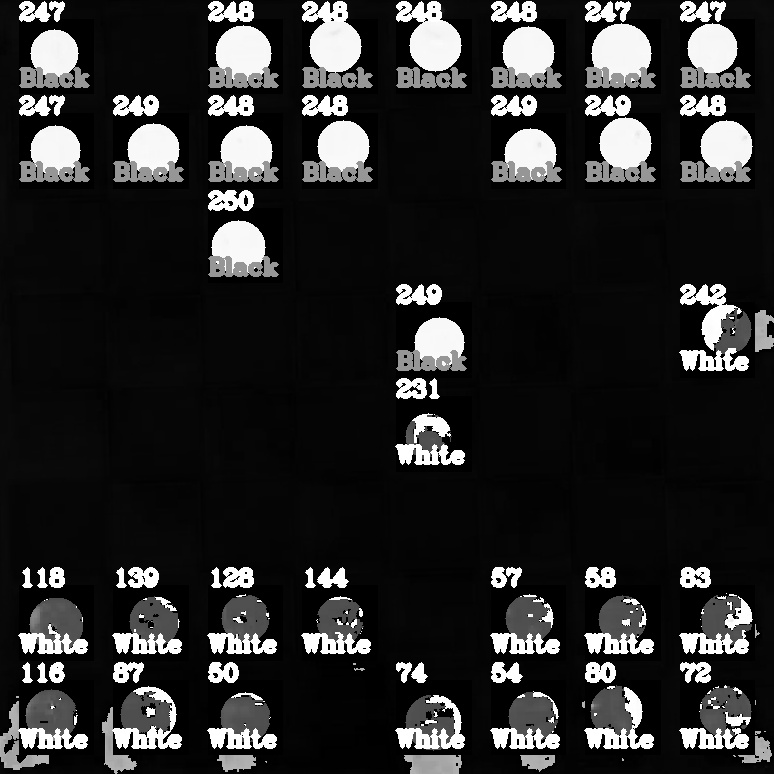 247 248 248 248 248 247 247
Black Black Black Black Black Black Black
247 249 248 248 249 249 248
Black Black Black Black Black Black Black
250
Black
249 242
Black White
231
White
118 139 128 144 57 58 83
White White White White White White White
116 87 50 74 54 80 72
White White White White White White White